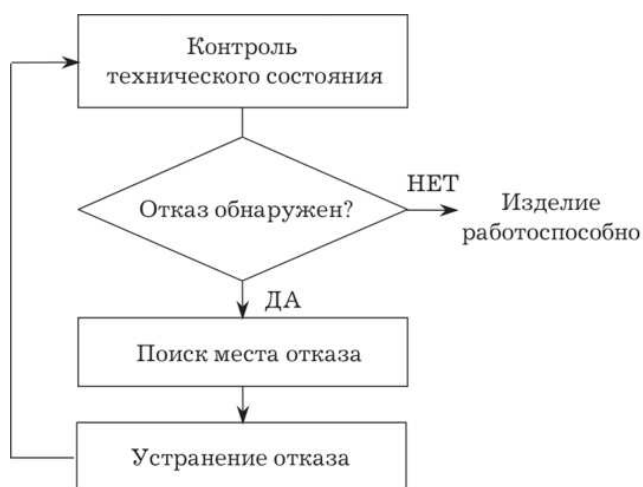 Контроль
технического состояния
Отказ обнаружен?
НЕТ
Изделие
работоспособно
ДА
Поиск места отказа
Устранение отказа